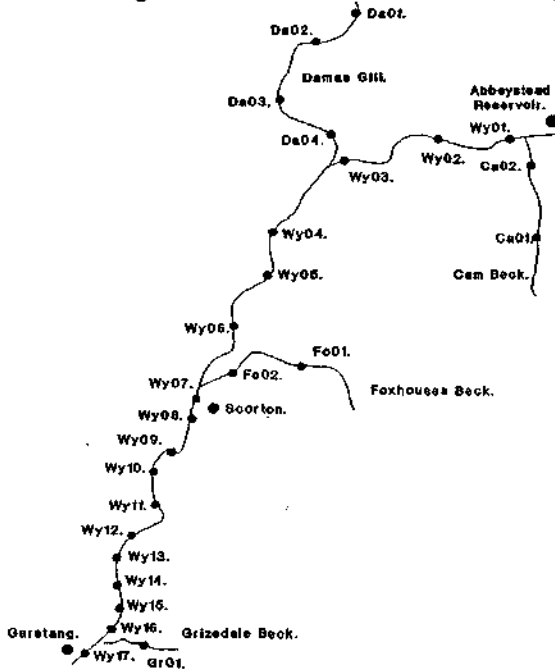 Da01.
Da02.
Damas Gill.
Da03.
Abbeystead
Reservoir.
Da04.
Wy01.
Wy02.
Ca02.
Wy03.
Wy04.
Ca01.
Wy05.
Cam Beck.
Wy06.
Fo01.
Fo02.
Wy07.
Foxhouses Beck.
Scorton.
Wy08.
Wy09.
Wy10.
Wy11.
Wy12.
Wy13.
Wy14.
Wy15.
Wy16.
Grizedale Beck.
Garstang.
Wy17.
Gr01.